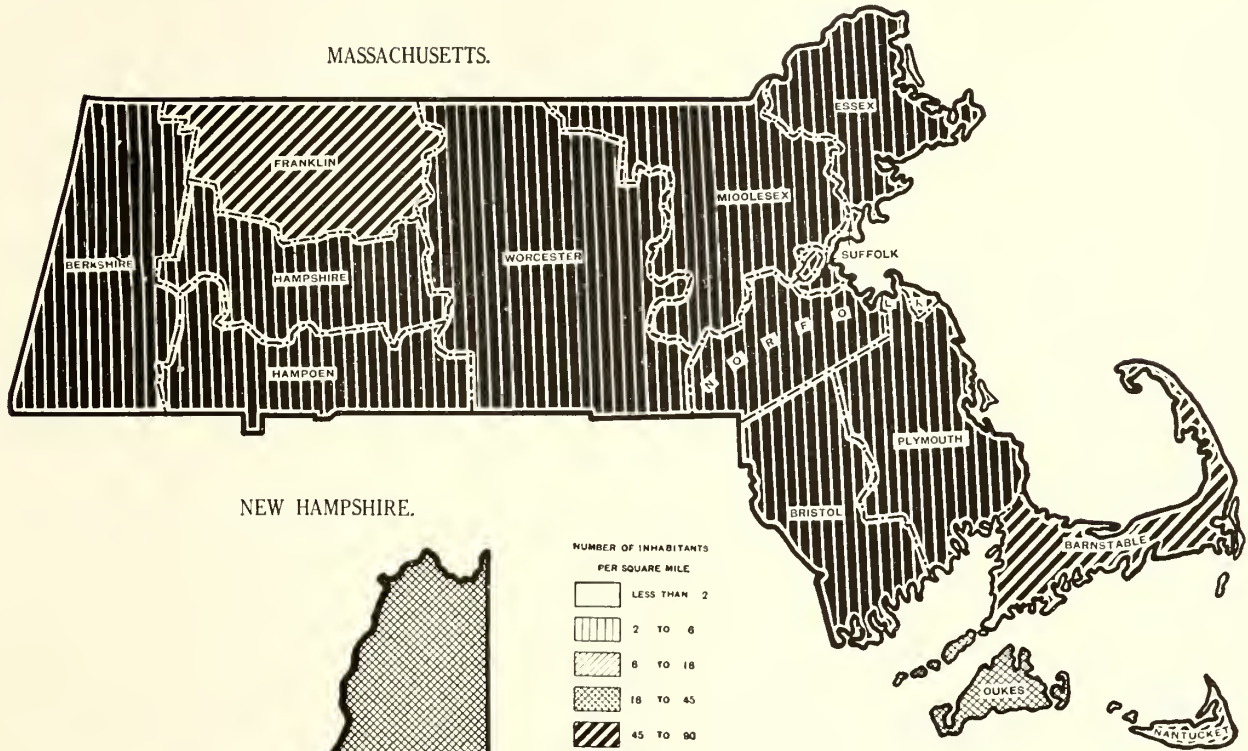 MASSACHUSETTS.
ESSEX
FRANKLIN
MIOOLESEX
BERKSHIRE
HAMPSHIRE
WORCESTER
SUFFOLK
NORFOLK
HAMPOEN
PLYMOUTH
BRISTOL
BARNSTABLE
OUKES
NANTUCKET
NEW HAMPSHIRE.
NUMBER OF INHABITANTS
PER SQUARE MILE
LESS THAN 2
2 TO 6
6 TO 18
18 TO 45
45 TO 90